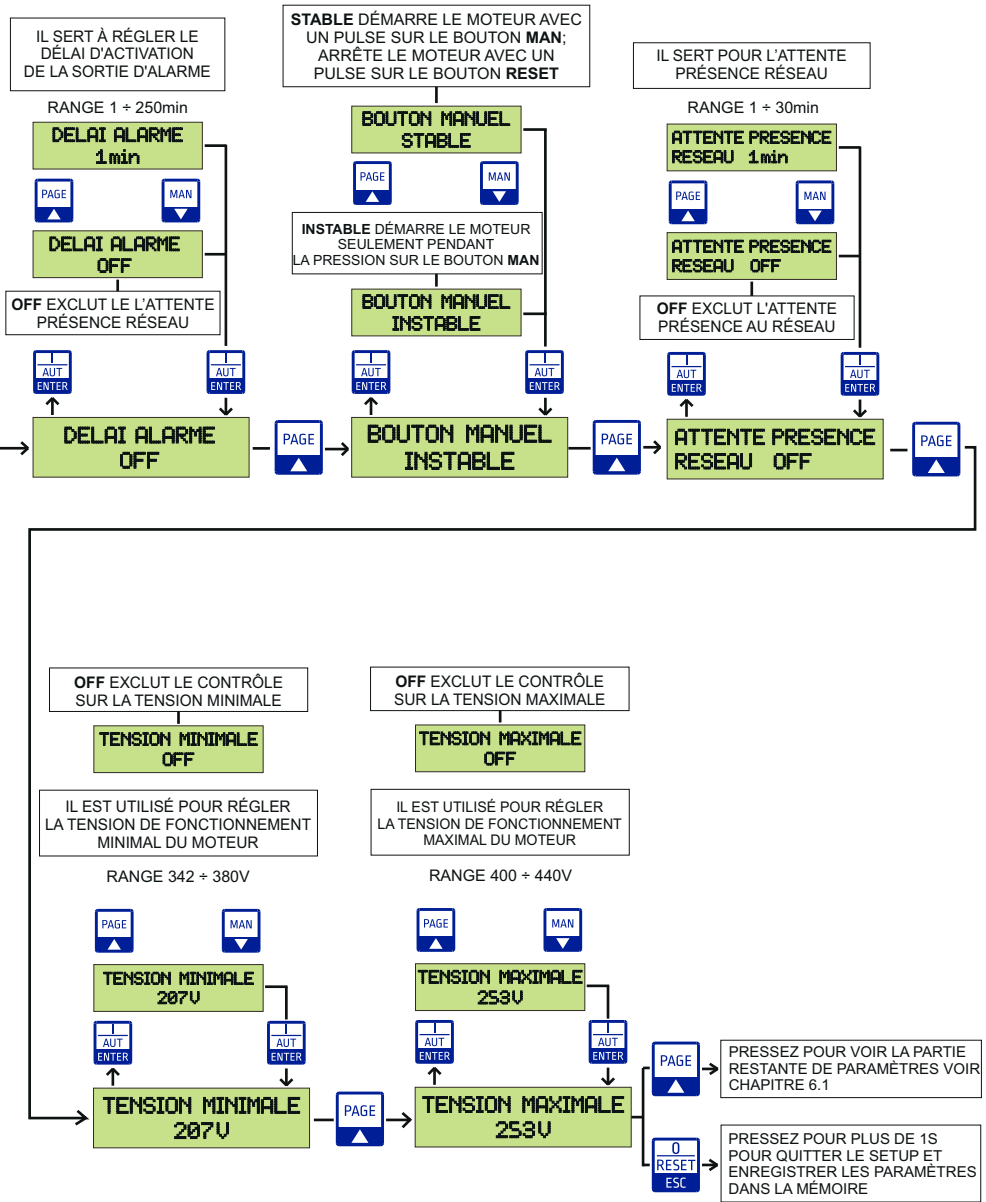 IL SERT À RÉGLER LE
DÉLAI D'ACTIVATION
DE LA SORTIE D'ALARME
RANGE 1 ÷ 250min
DELAI ALARME
1min
PAGE
MAN
DELAI ALARME
OFF
OFF EXCLUT LE L'ATTENTE
PRÉSENCE RÉSEAU
I
AUT
ENTER
I
AUT
ENTER
DELAI ALARME
OFF
PAGE
STABLE DÉMARRE LE MOTEUR AVEC
UN PULSE SUR LE BOUTON MAN;
ARRÊTE LE MOTEUR AVEC UN
PULSE SUR LE BOUTON RESET
BOUTON MANUEL
STABLE
PAGE
MAN
INSTABLE DÉMARRE LE MOTEUR
SEULEMENT PENDANT
LA PRESSION SUR LE BOUTON MAN
BOUTON MANUEL
INSTABLE
I
AUT
ENTER
I
AUT
ENTER
BOUTON MANUEL
INSTABLE
PAGE
IL SERT POUR L'ATTENTE
PRÉSENCE RÉSEAU
RANGE 1 ÷ 30min
ATTENTE PRESENCE
RESEAU 1min
PAGE
MAN
ATTENTE PRESENCE
RESEAU OFF
OFF EXCLUT L'ATTENTE
PRÉSENCE AU RÉSEAU
I
AUT
ENTER
I
AUT
ENTER
ATTENTE PRESENCE
RESEAU OFF
PAGE
OFF EXCLUT LE CONTRÔLE
SUR LA TENSION MINIMALE
TENSION MINIMALE
OFF
IL EST UTILISÉ POUR RÉGLER
LA TENSION DE FONCTIONNEMENT
MINIMAL DU MOTEUR
RANGE 342 ÷ 380V
PAGE
MAN
TENSION MINIMALE
207V
I
AUT
ENTER
I
AUT
ENTER
TENSION MINIMALE
207V
PAGE
OFF EXCLUT LE CONTRÔLE
SUR LA TENSION MAXIMALE
TENSION MAXIMALE
OFF
IL EST UTILISÉ POUR RÉGLER
LA TENSION DE FONCTIONNEMENT
MAXIMAL DU MOTEUR
RANGE 400 ÷ 440V
PAGE
MAN
TENSION MAXIMALE
253V
I
AUT
ENTER
I
AUT
ENTER
TENSION MAXIMALE
253V
PAGE
PRESSEZ POUR VOIR LA PARTIE
RESTANTE DE PARAMÈTRES VOIR
CHAPITRE 6.1
0
RESET
ESC
PRESSEZ POUR PLUS DE 1S
POUR QUITTER LE SETUP ET
ENREGISTRER LES PARAMÈTRES
DANS LA MÉMOIRE